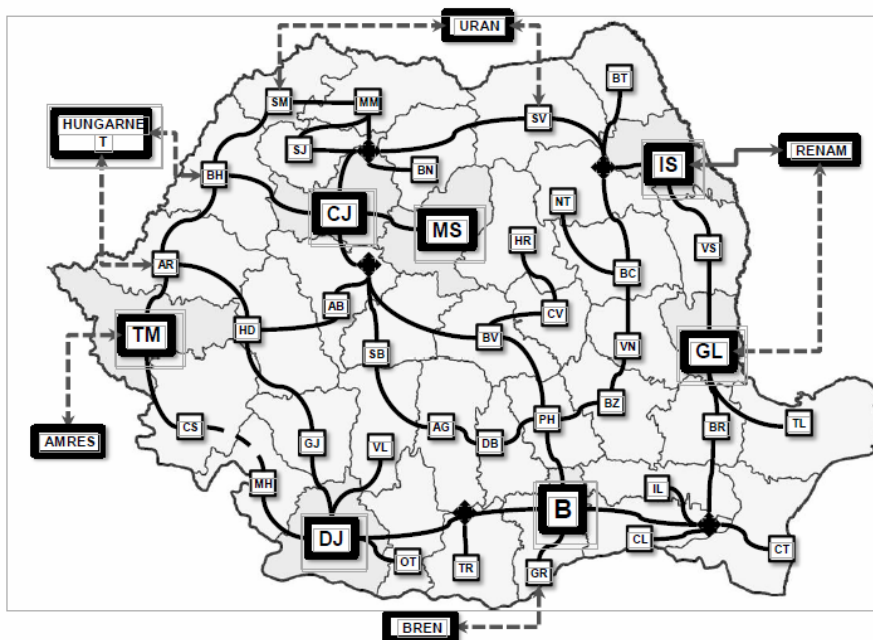 URAN
BT
SM
MM
SV
HUNGARNE
T
SJ
BN
IS
RENAM
BH
CJ
MS
NT
HR
VS
AR
BC
AB
CV
TM
HD
BV
VN
GL
SB
BZ
CS
AMRES
GJ
VL
AG
DB
PH
BR
TL
MH
IL
B
DJ
CL
CT
OT
TR
GR
BREN